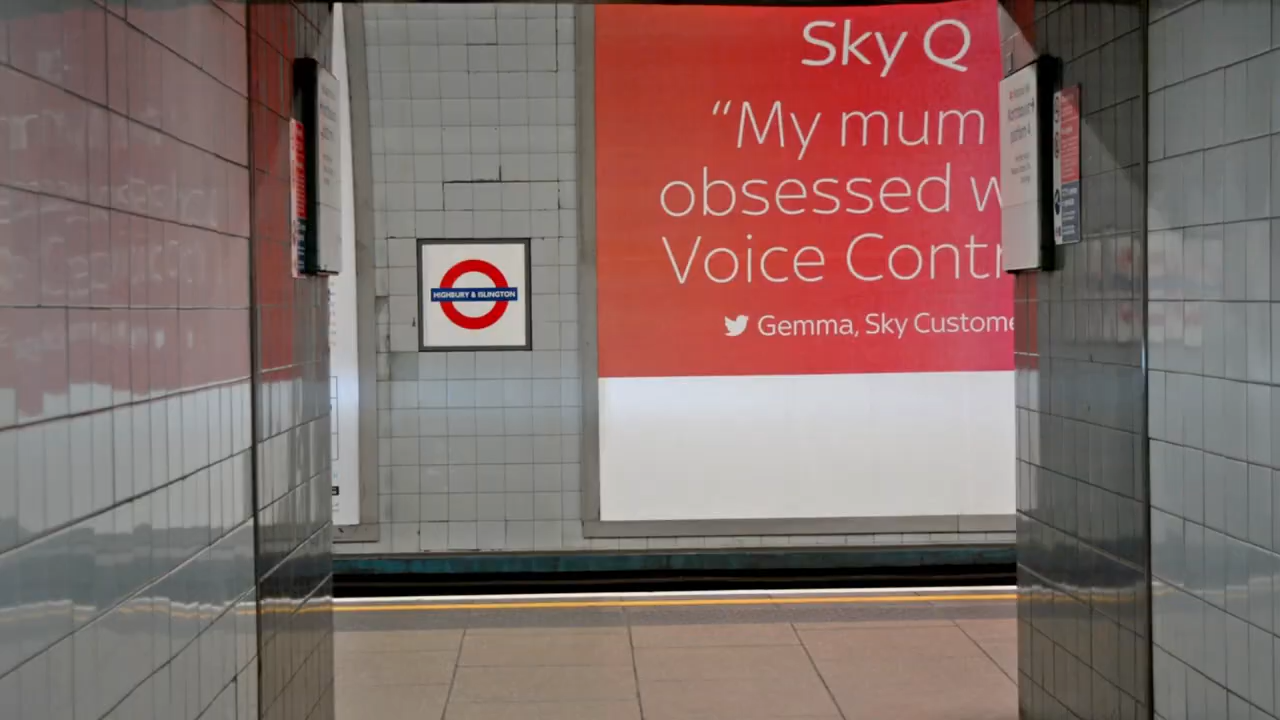 Sky Q
“My mum
obsessed w
Voice Contr
Gemma, Sky Custome
HIGHBURY & ISLINGTON